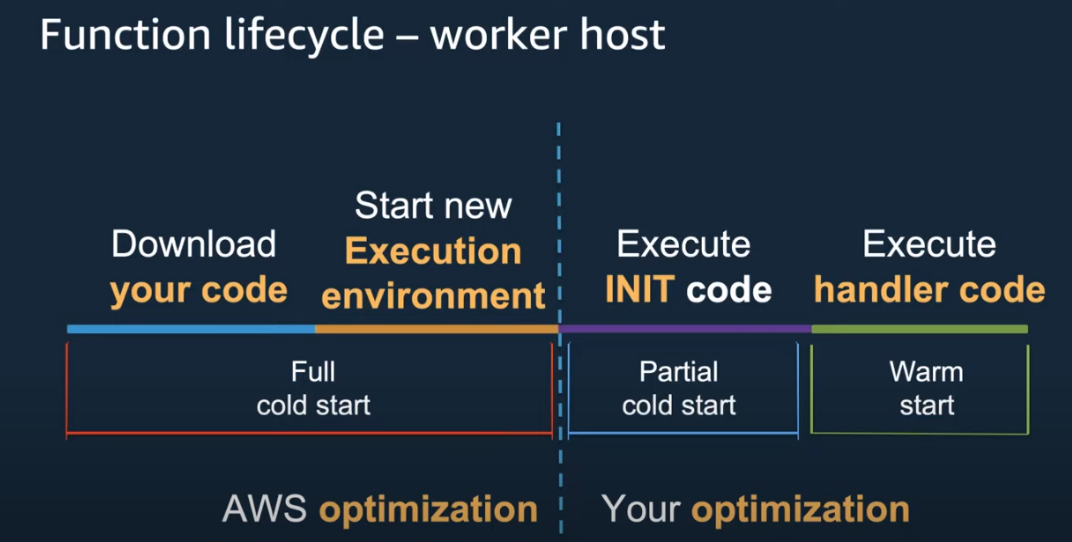 Function lifecycle – worker host
Download
your code
Start new
Execution
environment
Execute
INIT code
Execute
handler code
Full
cold start
Partial
cold start
Warm
start
AWS optimization
Your optimization